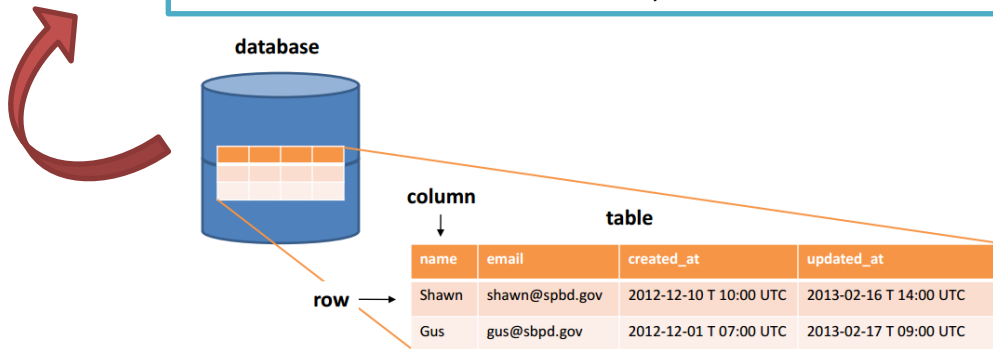 database
column
table
name email created_at updated_at
row Shawn shawn@spbd.gov 2012-12-10 T 10:00 UTC 2013-02-16 T 14:00 UTC
Gus gus@sbpd.gov 2012-12-01 T 07:00 UTC 2013-02-17 T 09:00 UTC